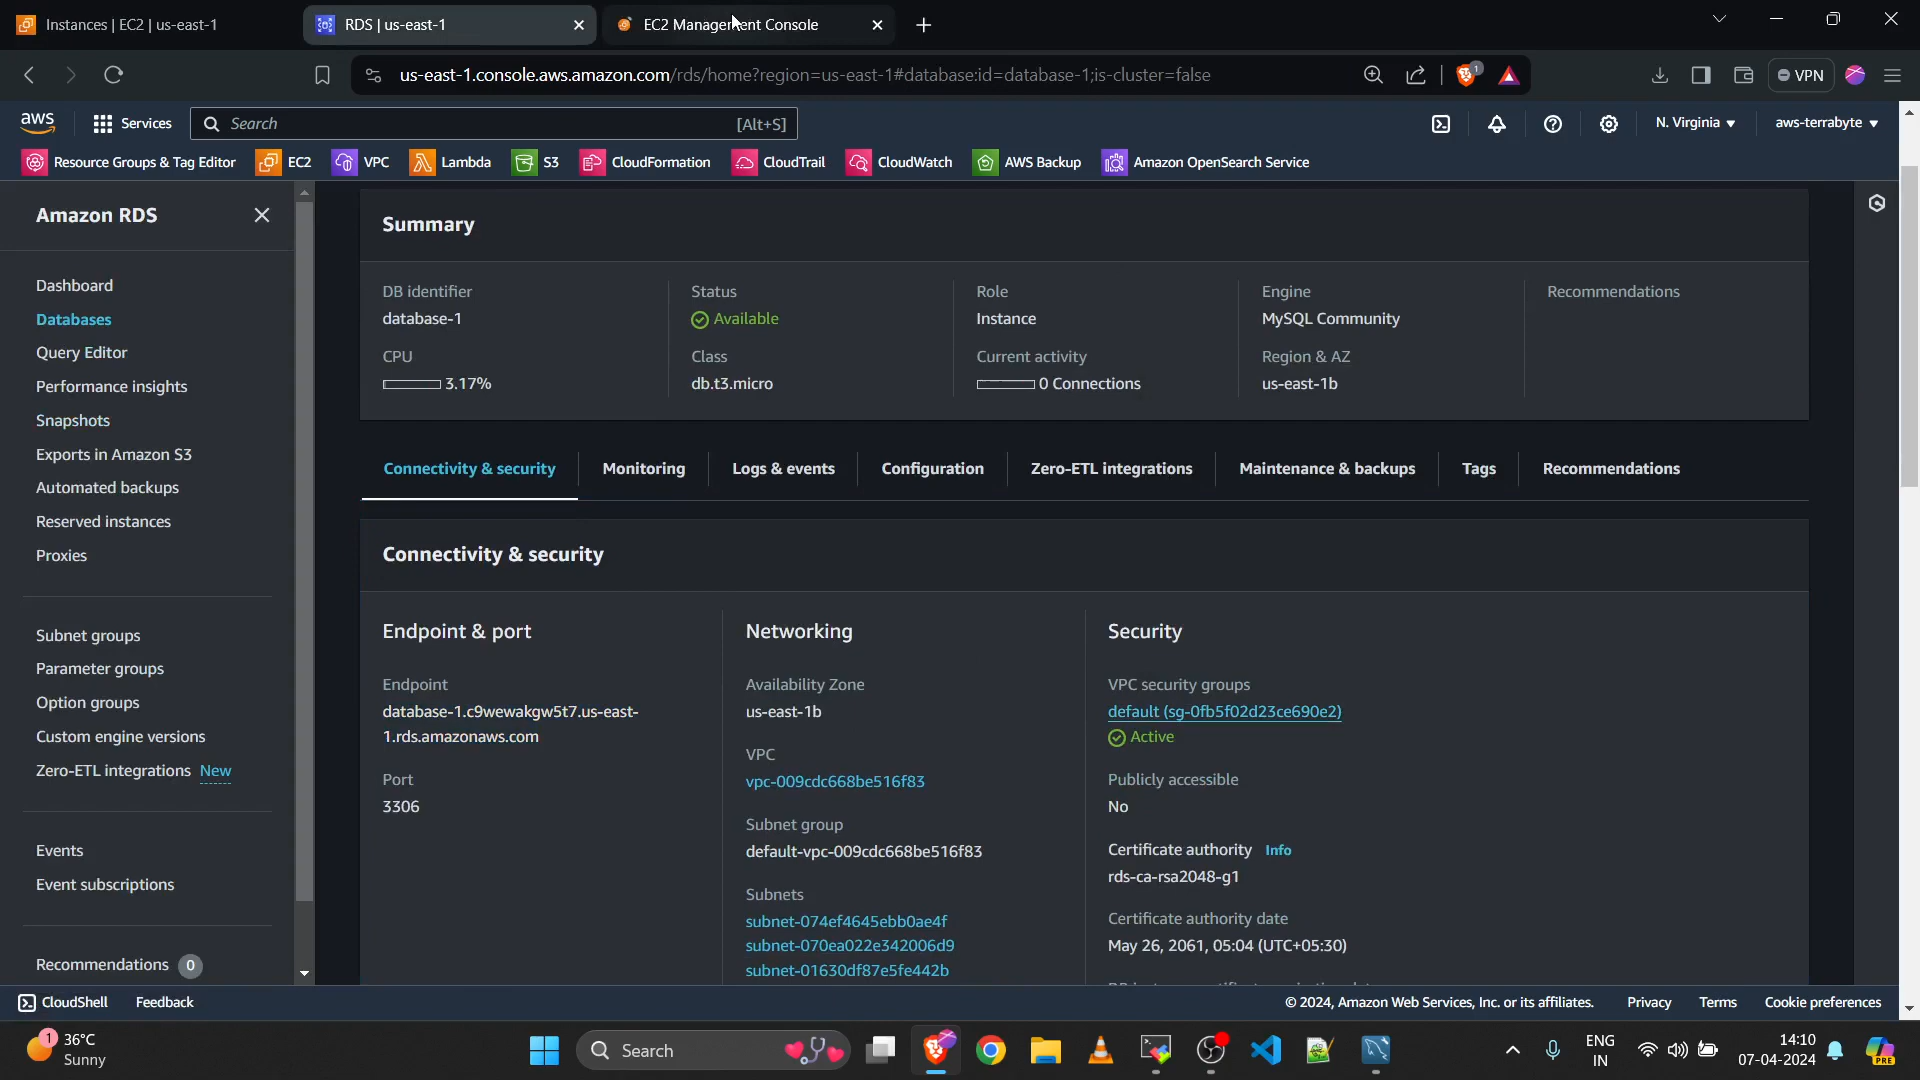 Instances | EC2 | us-east-1
RDS | us-east-1
EC2 Management Console
us-east-1.console.aws.amazon.com/rds/home?region=us-east-1#database:id=database-1;is-cluster=false
1
VPN
aws
Services
Search
[Alt+S]
N. Virginia
aws-terrabyte
Resource Groups & Tag Editor
EC2
VPC
Lambda
S3
CloudFormation
CloudTrail
CloudWatch
AWS Backup
Amazon OpenSearch Service
Amazon RDS
Dashboard
Databases
Query Editor
Performance insights
Snapshots
Exports in Amazon S3
Automated backups
Reserved instances
Proxies
Subnet groups
Parameter groups
Option groups
Custom engine versions
Zero-ETL integrations New
Events
Event subscriptions
Recommendations 0
Summary
DB identifier
database-1
Status
Available
Role
Instance
Engine
MySQL Community
Recommendations
CPU
3.17%
Class
db.t3.micro
Current activity
0 Connections
Region & AZ
us-east-1b
Connectivity & security
Monitoring
Logs & events
Configuration
Zero-ETL integrations
Maintenance & backups
Tags
Recommendations
Connectivity & security
Endpoint & port
Endpoint
database-1.c9wewakgw5t7.us-east-
1.rds.amazonaws.com
Port
3306
Networking
Availability Zone
us-east-1b
VPC
vpc-009cdc668be516f83
Subnet group
default-vpc-009cdc668be516f83
Subnets
subnet-074ef4645ebb0ae4f
subnet-070ea022e342006d9
subnet-01630df87e5fe442b
Security
VPC security groups
default (sg-0fb5f02d23ce690e2)
Active
Publicly accessible
No
Certificate authority Info
rds-ca-rsa2048-g1
Certificate authority date
May 26, 2061, 05:04 (UTC+05:30)
CloudShell
Feedback
© 2024, Amazon Web Services, Inc. or its affiliates.
Privacy
Terms
Cookie preferences
1
36°C
Sunny
Search
ENG
IN
14:10
07-04-2024
PRE